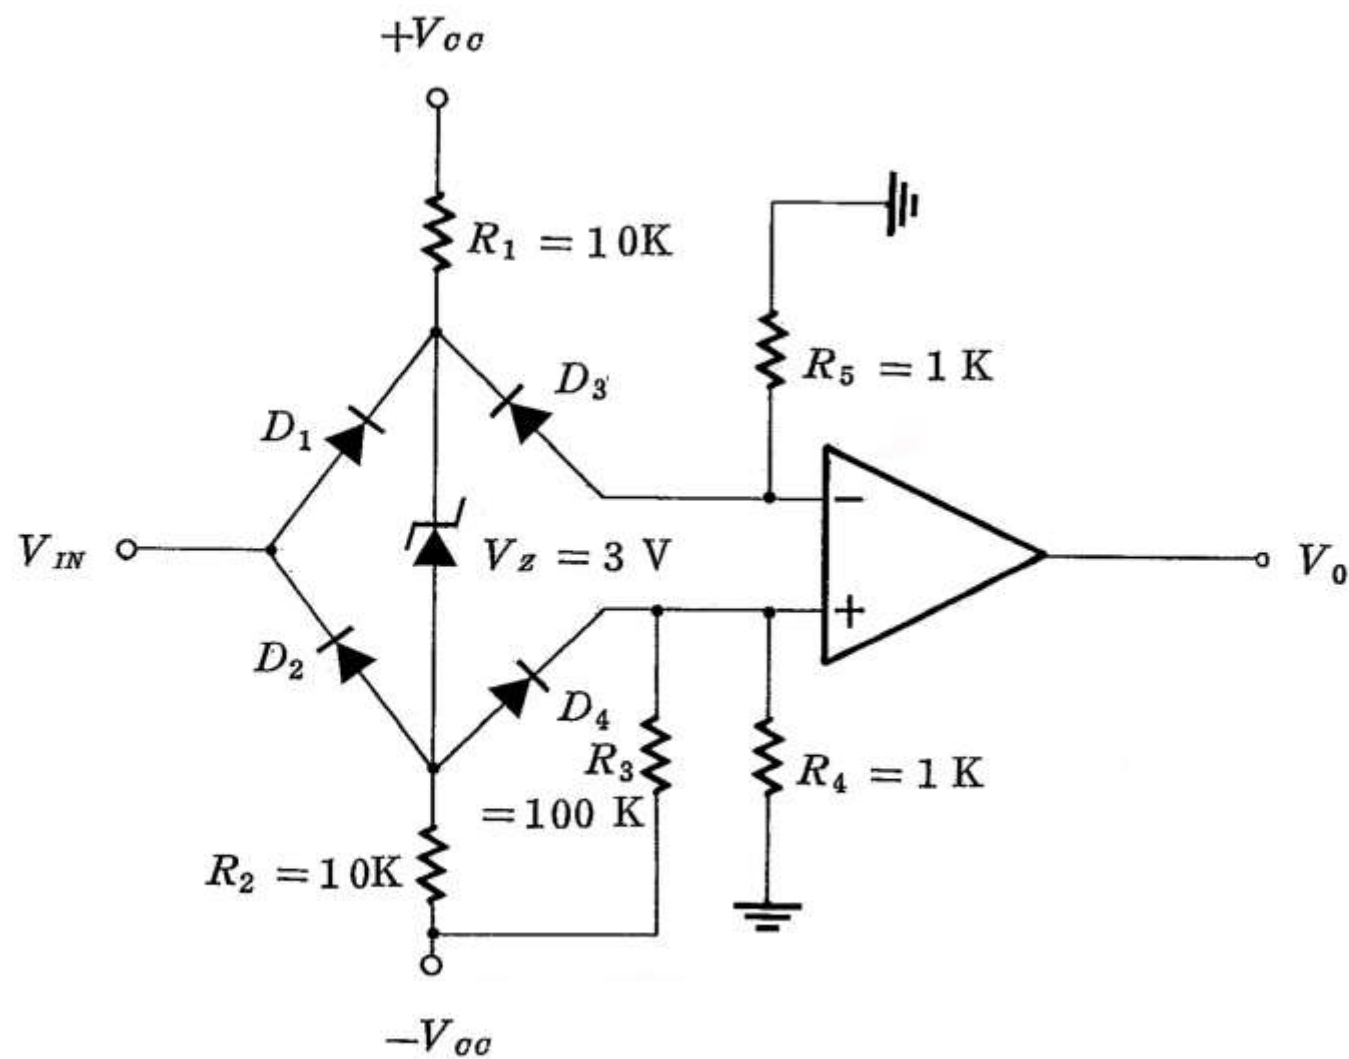 +Vcc
R1 = 10K
R5 = 1 K
D3
D1
VIN
VZ = 3 V
−
+
V0
D2
D4
R3
= 100 K
R4 = 1 K
R2 = 10K
−Vcc